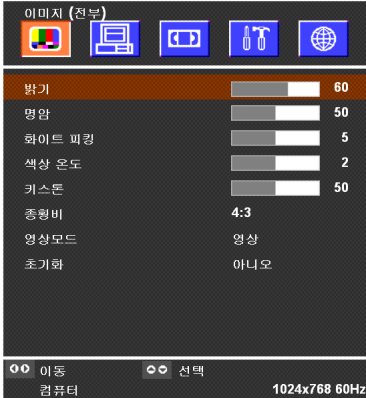 이미지 (전부)
밝기 60
명암 50
화이트 피킹 5
색상 온도 2
키스톤 50
종횡비 4:3
영상모드 영상
초기화 아니오
이동 선택
컴퓨터 1024x768 60Hz